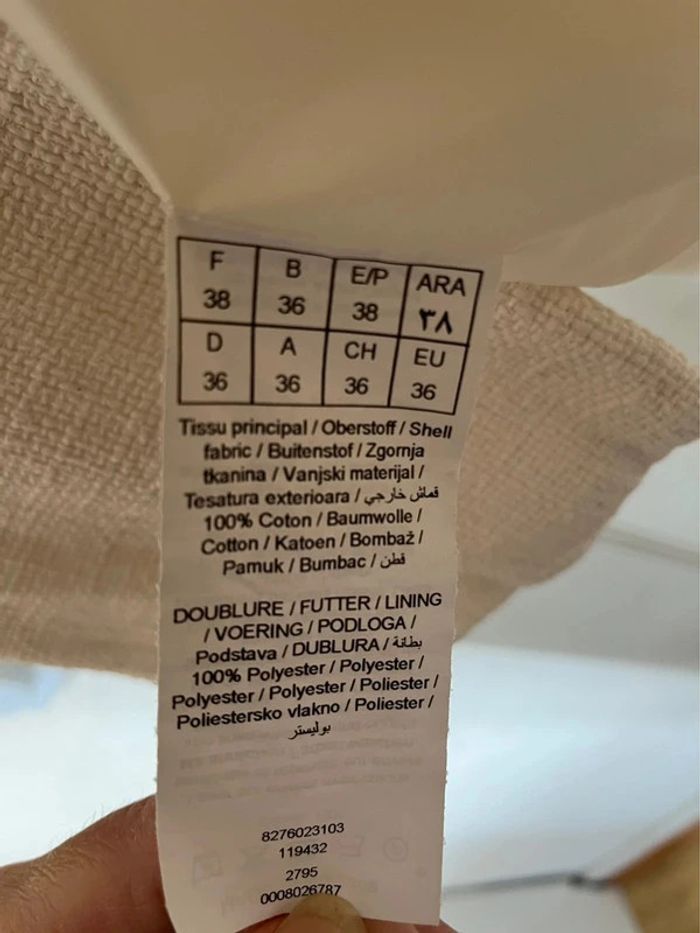 F B E/P ARA
38 36 38 ٣٨
D A CH EU
36 36 36 36
Tissu principal / Oberstoff / Shell
fabric / Buitenstof / Zgornja
tkanina / Vanjski materijal /
Tesatura exterioara / قماش خارجي
100% Coton / Baumwolle /
Cotton / Katoen / Bombaž /
Pamuk / Bumbac / قطن
DOUBLURE / FUTTER / LINING
/ VOERING / PODLOGA /
Podstava / DUBLURA / بطانة
100% Polyester / Polyester /
Polyester / Polyester / Poliester /
Poliestersko vlakno / Poliester /
بوليستر
8276023103
119432
2795
0008026787